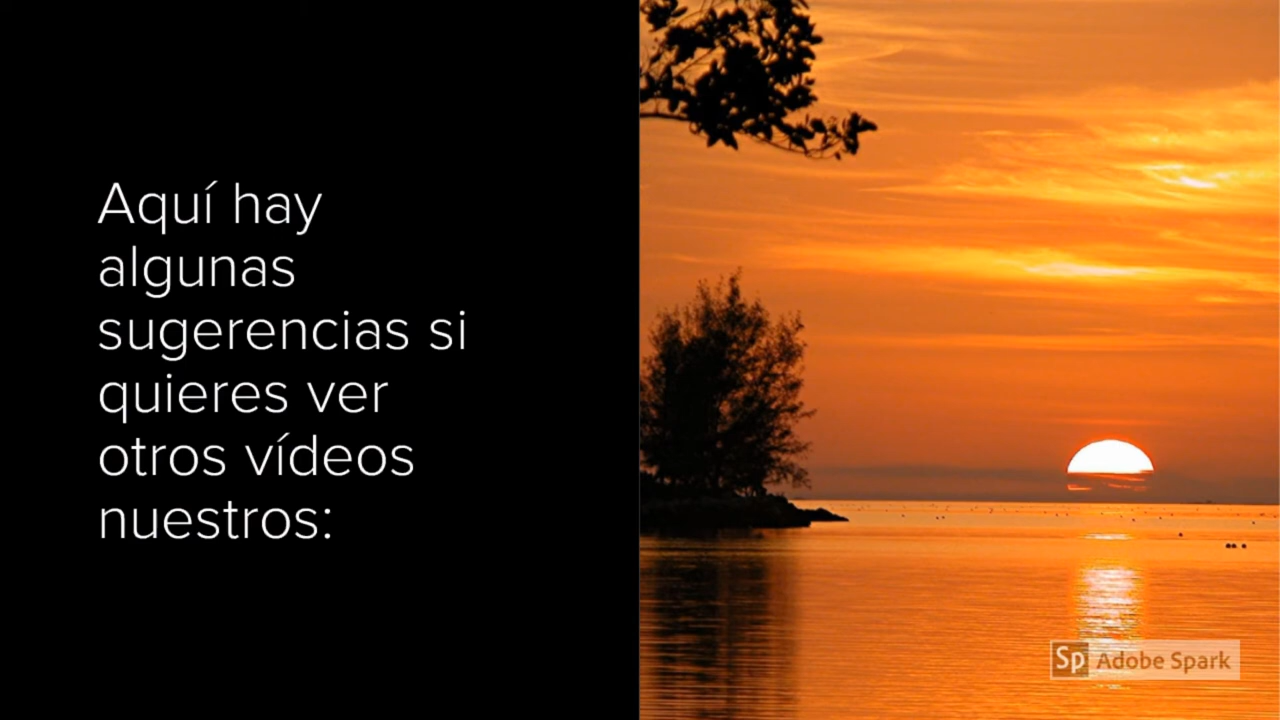 Aquí hay
algunas
sugerencias si
quieres ver
otros vídeos
nuestros:
Sp Adobe Spark